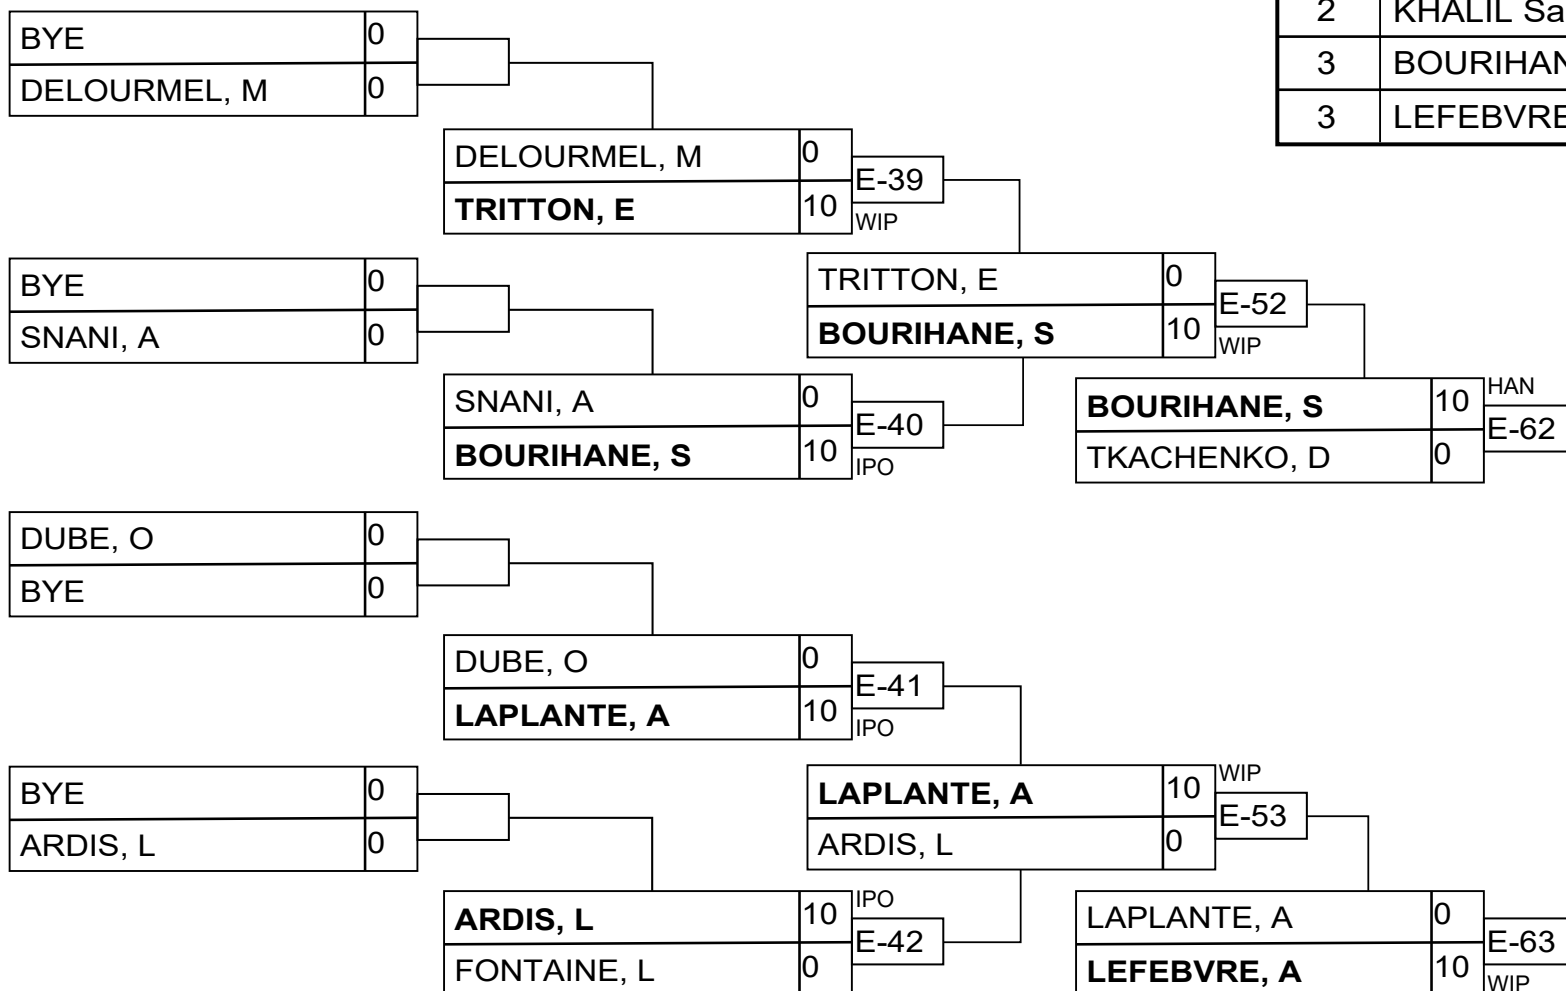 2 KHALIL Sa
3 BOURIHAN
3 LEFEBVRE
BYE 0
DELOURMEL, M 0
DELOURMEL, M 0
TRITTON, E 10
E-39
WIP
BYE 0
SNANI, A 0
TRITTON, E 0
BOURIHANE, S 10
E-52
WIP
SNANI, A 0
BOURIHANE, S 10
E-40
IPO
BOURIHANE, S 10
TKACHENKO, D 0
HAN
E-62
DUBE, O 0
BYE 0
DUBE, O 0
LAPLANTE, A 10
E-41
IPO
BYE 0
ARDIS, L 0
LAPLANTE, A 10
ARDIS, L 0
WIP
E-53
ARDIS, L 10
FONTAINE, L 0
IPO
E-42
LAPLANTE, A 0
LEFEBVRE, A 10
E-63
WIP